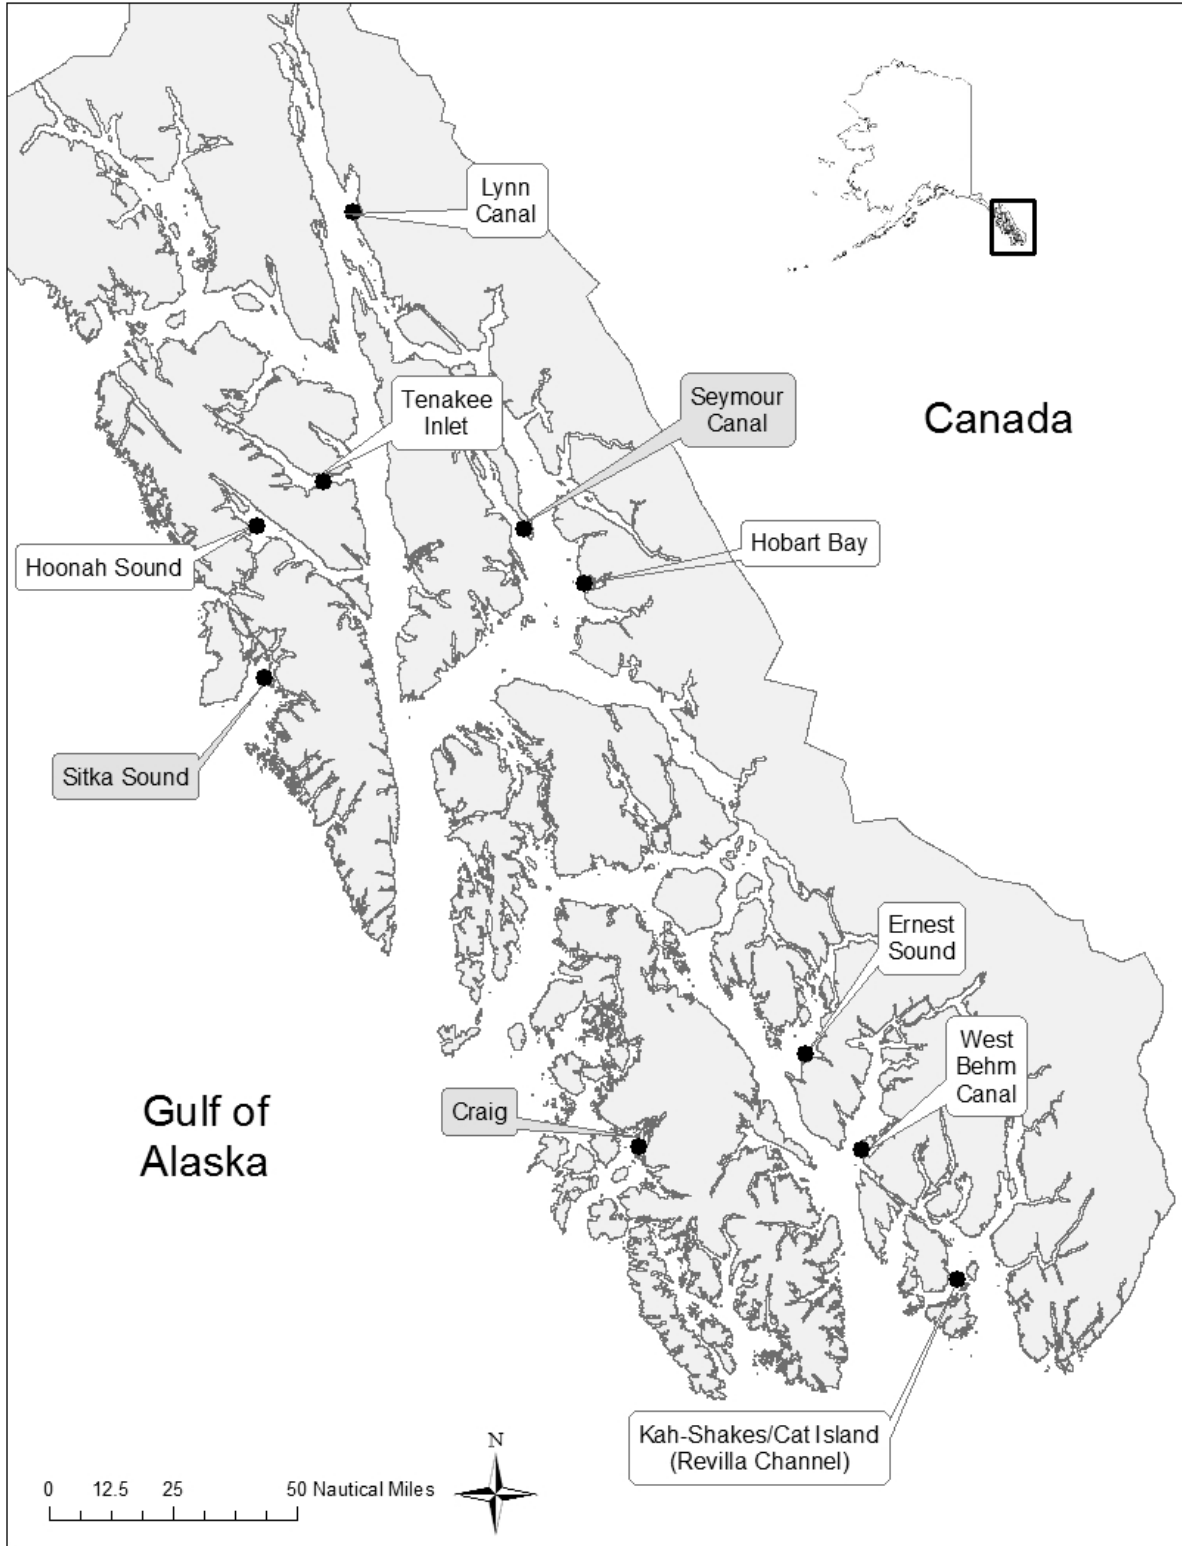 Lynn
Canal
Tenakee
Inlet
Seymour
Canal
Canada
Hobart Bay
Hoonah Sound
Sitka Sound
Ernest
Sound
West
Behm
Canal
Craig
Gulf of
Alaska
Kah-Shakes/Cat Island
(Revilla Channel)
N
0 12.5 25 50 Nautical Miles